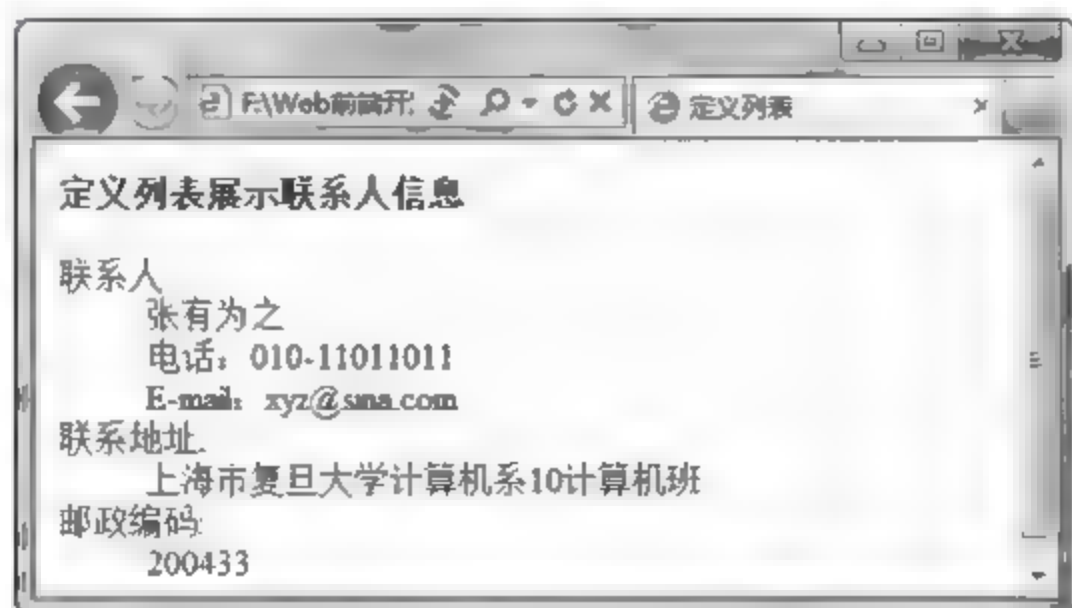 F:\Web前端开
定义列表
定义列表展示联系人信息
联系人
张有为之
电话：010-11011011
E-mail：xyz@sina.com
联系地址:
上海市复旦大学计算机系10计算机班
邮政编码:
200433